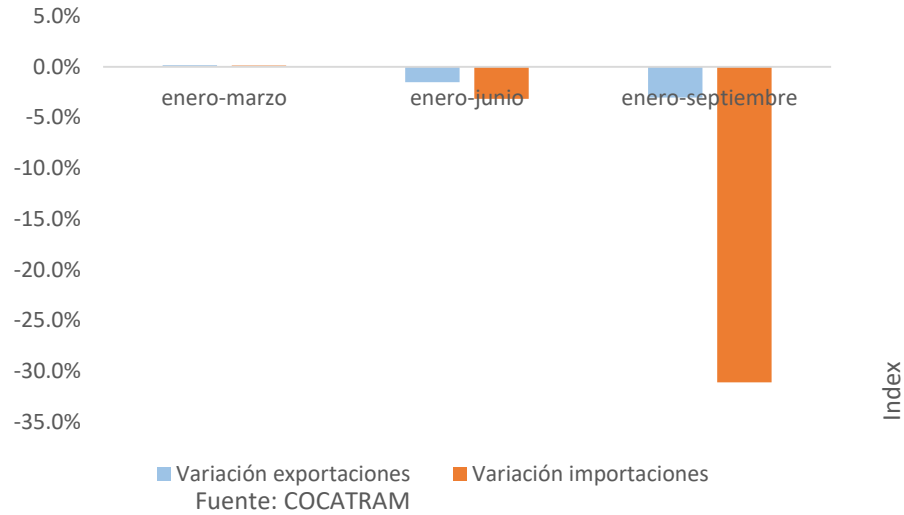 5.0%
0.0%
-5.0%
-10.0%
-15.0%
-20.0%
-25.0%
-30.0%
-35.0%
enero-marzo
enero-junio
enero-septiembre
Index
Variación exportaciones
Variación importaciones
Fuente: COCATRAM